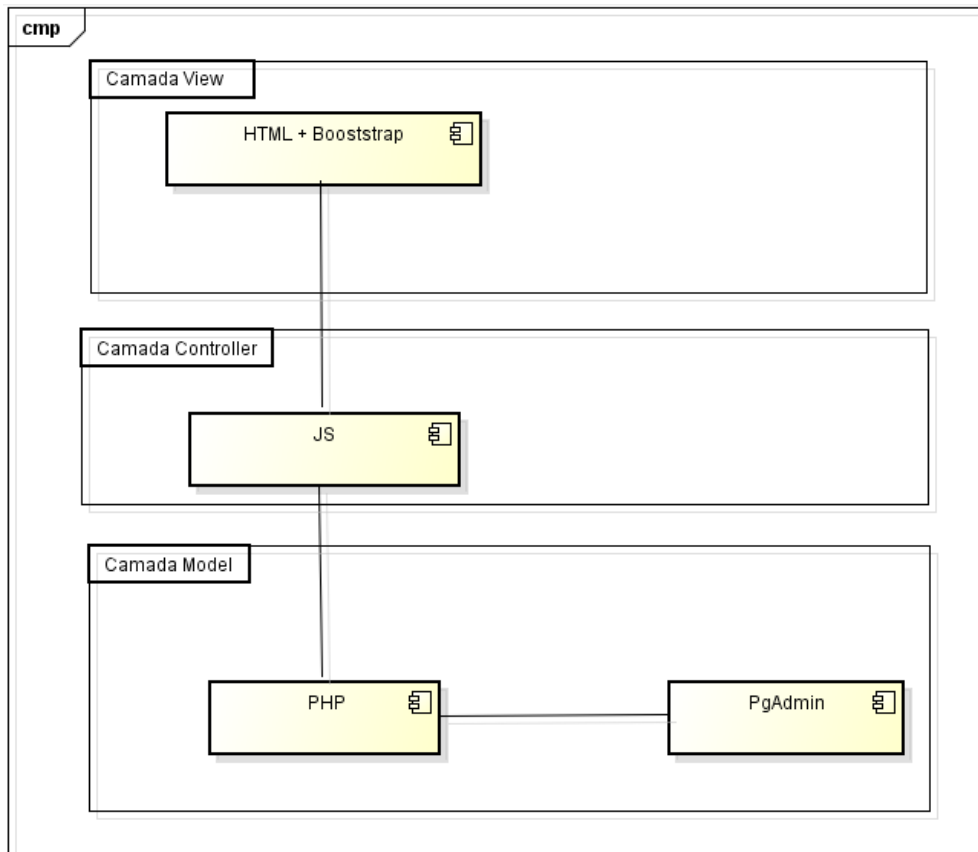 cmp
Camada View
HTML + Booststrap
Camada Controller
JS
Camada Model
PHP
PgAdmin